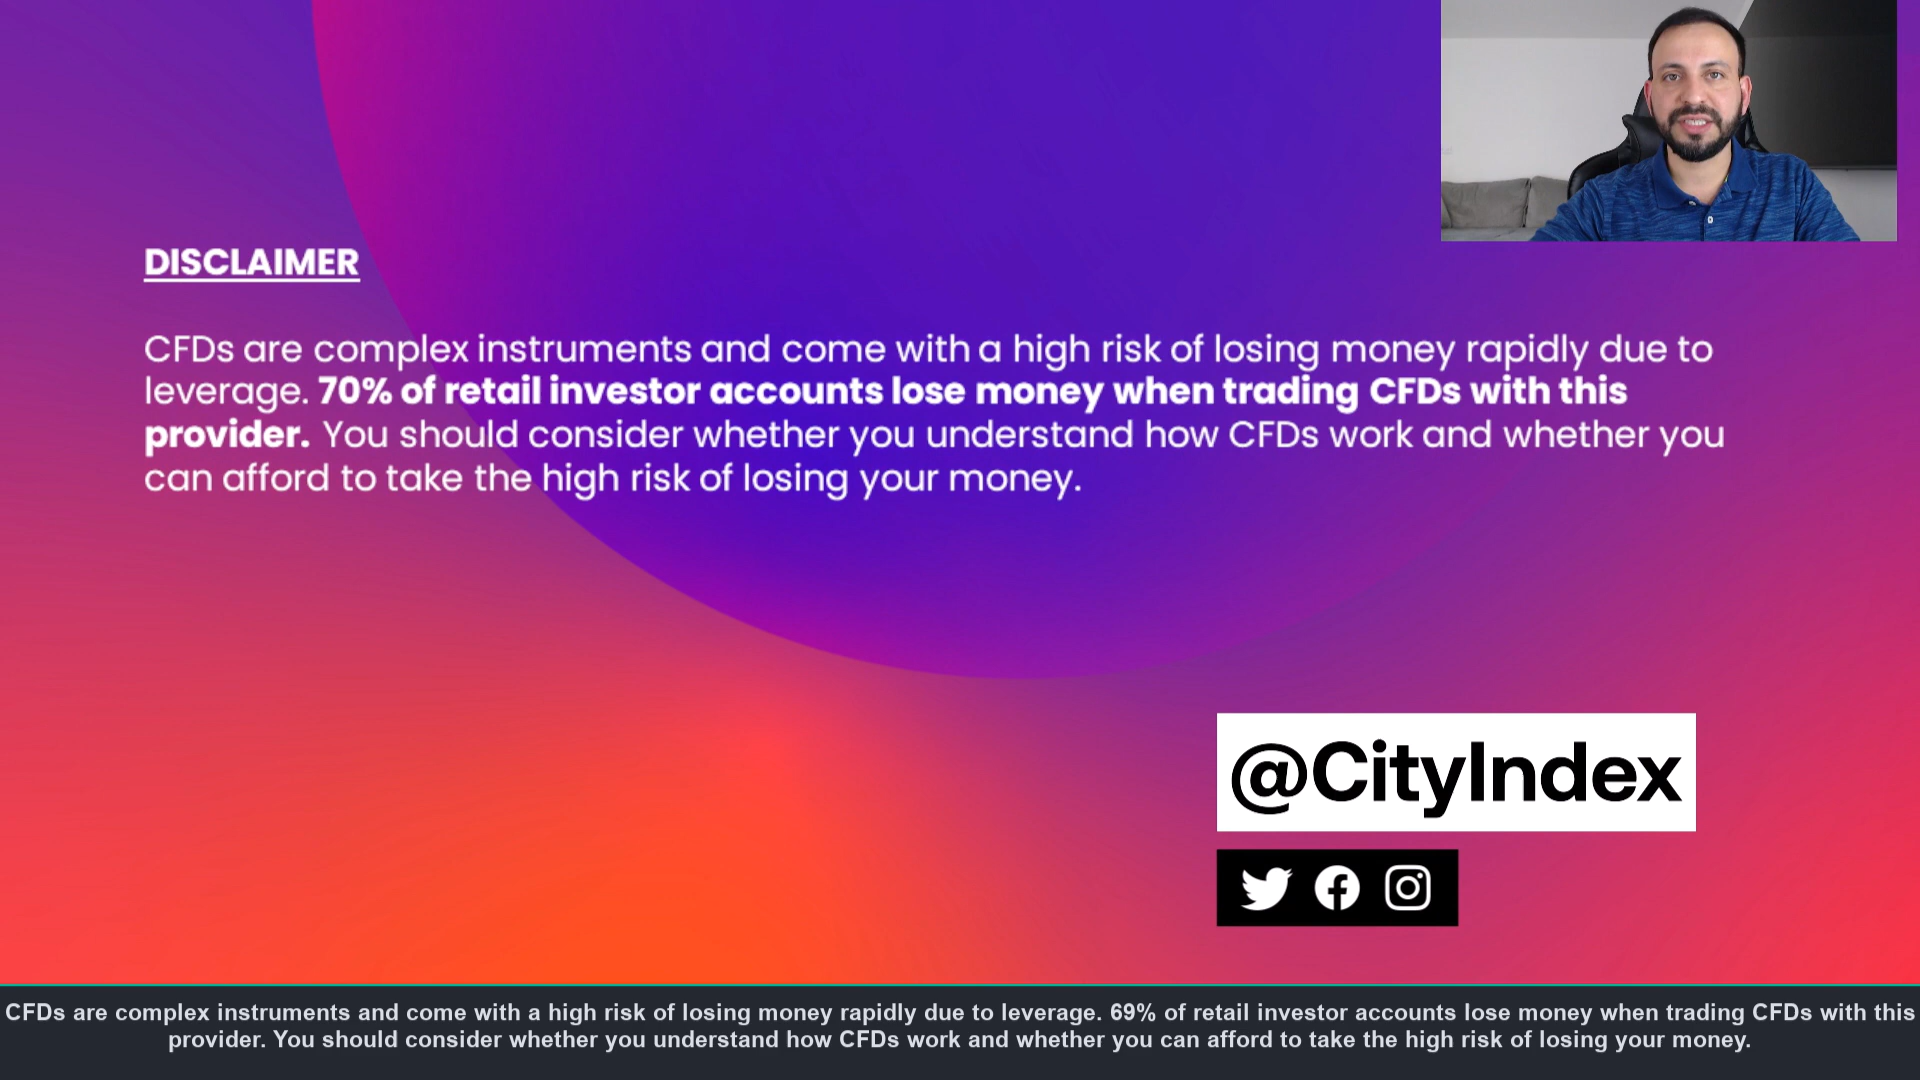 DISCLAIMER
CFDs are complex instruments and come with a high risk of losing money rapidly due to
leverage. 70% of retail investor accounts lose money when trading CFDs with this
provider. You should consider whether you understand how CFDs work and whether you
can afford to take the high risk of losing your money.
@CityIndex
CFDs are complex instruments and come with a high risk of losing money rapidly due to leverage. 69% of retail investor accounts lose money when trading CFDs with this
provider. You should consider whether you understand how CFDs work and whether you can afford to take the high risk of losing your money.